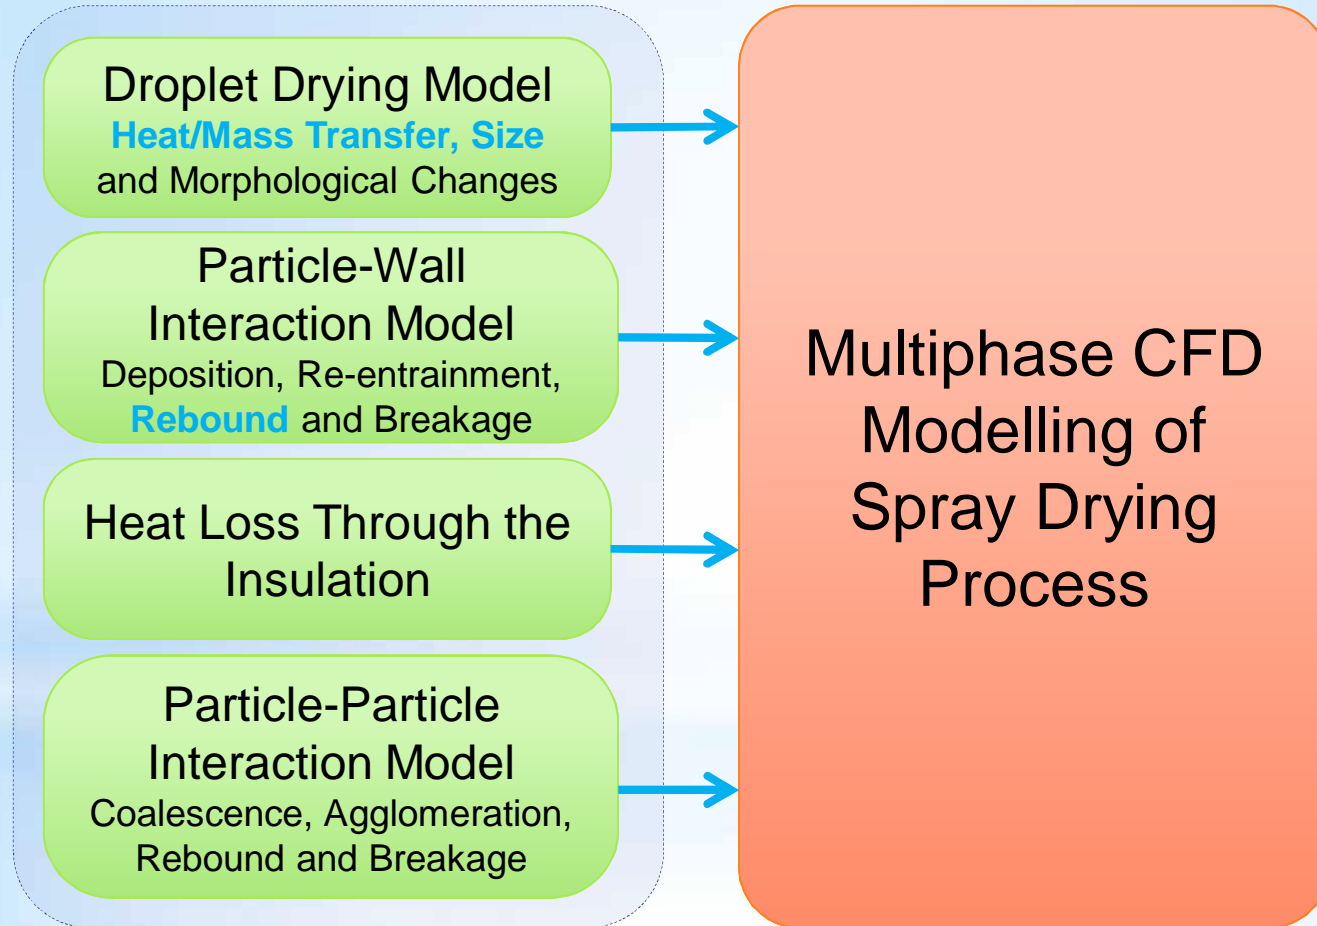 Droplet Drying Model
Heat/Mass Transfer, Size
and Morphological Changes
Particle-Wall
Interaction Model
Deposition, Re-entrainment,
Rebound and Breakage
Heat Loss Through the
Insulation
Particle-Particle
Interaction Model
Coalescence, Agglomeration,
Rebound and Breakage
Multiphase CFD
Modelling of
Spray Drying
Process